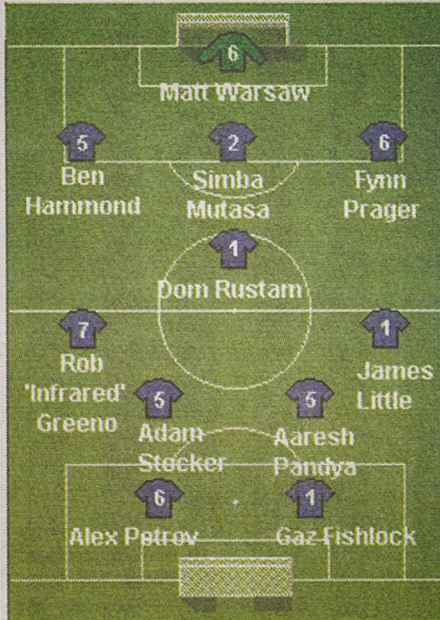 6
Matt Warsaw
5 2 6
Ben Simba Fynn
Hammond Mutasa Prager
1
Dom Rustam
7 1
Rob James
'Infrared' Little
Greeno
5 5
Adam Aaresh
Stocker Pandya
6 1
Alex Petrov Gaz Fishlock